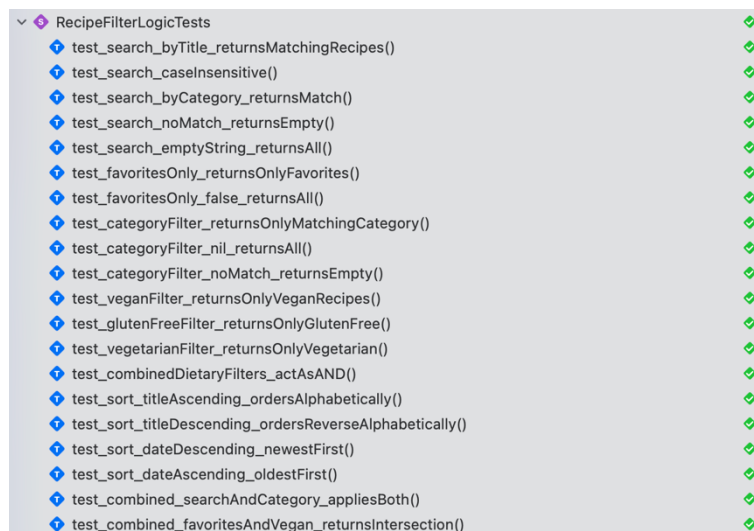 RecipeFilterLogicTests
test_search_byTitle_returnsMatchingRecipes()
test_search_caseInsensitive()
test_search_byCategory_returnsMatch()
test_search_noMatch_returnsEmpty()
test_search_emptyString_returnsAll()
test_favoritesOnly_returnsOnlyFavorites()
test_favoritesOnly_false_returnsAll()
test_categoryFilter_returnsOnlyMatchingCategory()
test_categoryFilter_nil_returnsAll()
test_categoryFilter_noMatch_returnsEmpty()
test_veganFilter_returnsOnlyVeganRecipes()
test_glutenFreeFilter_returnsOnlyGlutenFree()
test_vegetarianFilter_returnsOnlyVegetarian()
test_combinedDietaryFilters_actAsAND()
test_sort_titleAscending_ordersAlphabetically()
test_sort_titleDescending_ordersReverseAlphabetically()
test_sort_dateDescending_newestFirst()
test_sort_dateAscending_oldestFirst()
test_combined_searchAndCategory_appliesBoth()
test_combined_favoritesAndVegan_returnsIntersection()